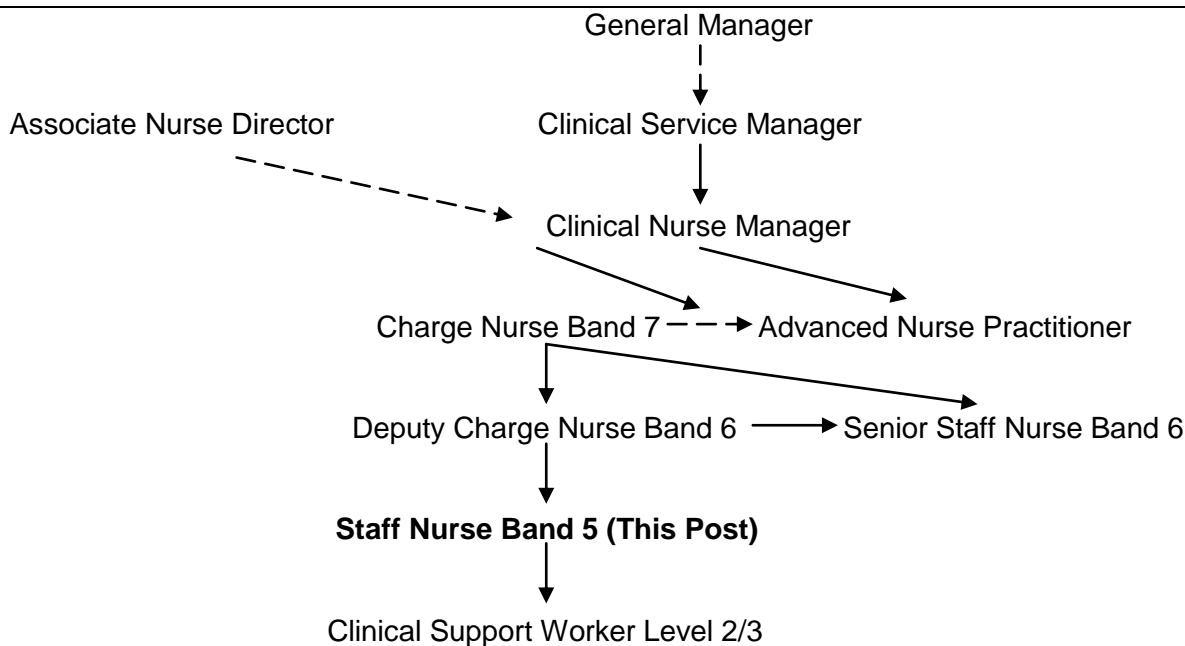 General Manager
Associate Nurse Director
Clinical Service Manager
Clinical Nurse Manager
Charge Nurse Band 7
Advanced Nurse Practitioner
Deputy Charge Nurse Band 6
Senior Staff Nurse Band 6
Staff Nurse Band 5 (This Post)
Clinical Support Worker Level 2/3